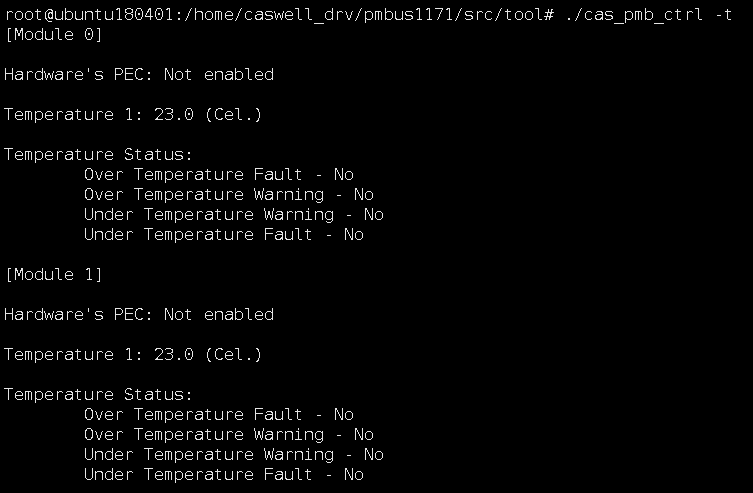 root@ubuntu180401:/home/caswell_drv/pmbus1171/src/tool# ./cas_pmb_ctrl -t
[Module 0]
Hardware's PEC: Not enabled
Temperature 1: 23.0 (Cel.)
Temperature Status:
Over Temperature Fault - No
Over Temperature Warning - No
Under Temperature Warning - No
Under Temperature Fault - No
[Module 1]
Hardware's PEC: Not enabled
Temperature 1: 23.0 (Cel.)
Temperature Status:
Over Temperature Fault - No
Over Temperature Warning - No
Under Temperature Warning - No
Under Temperature Fault - No